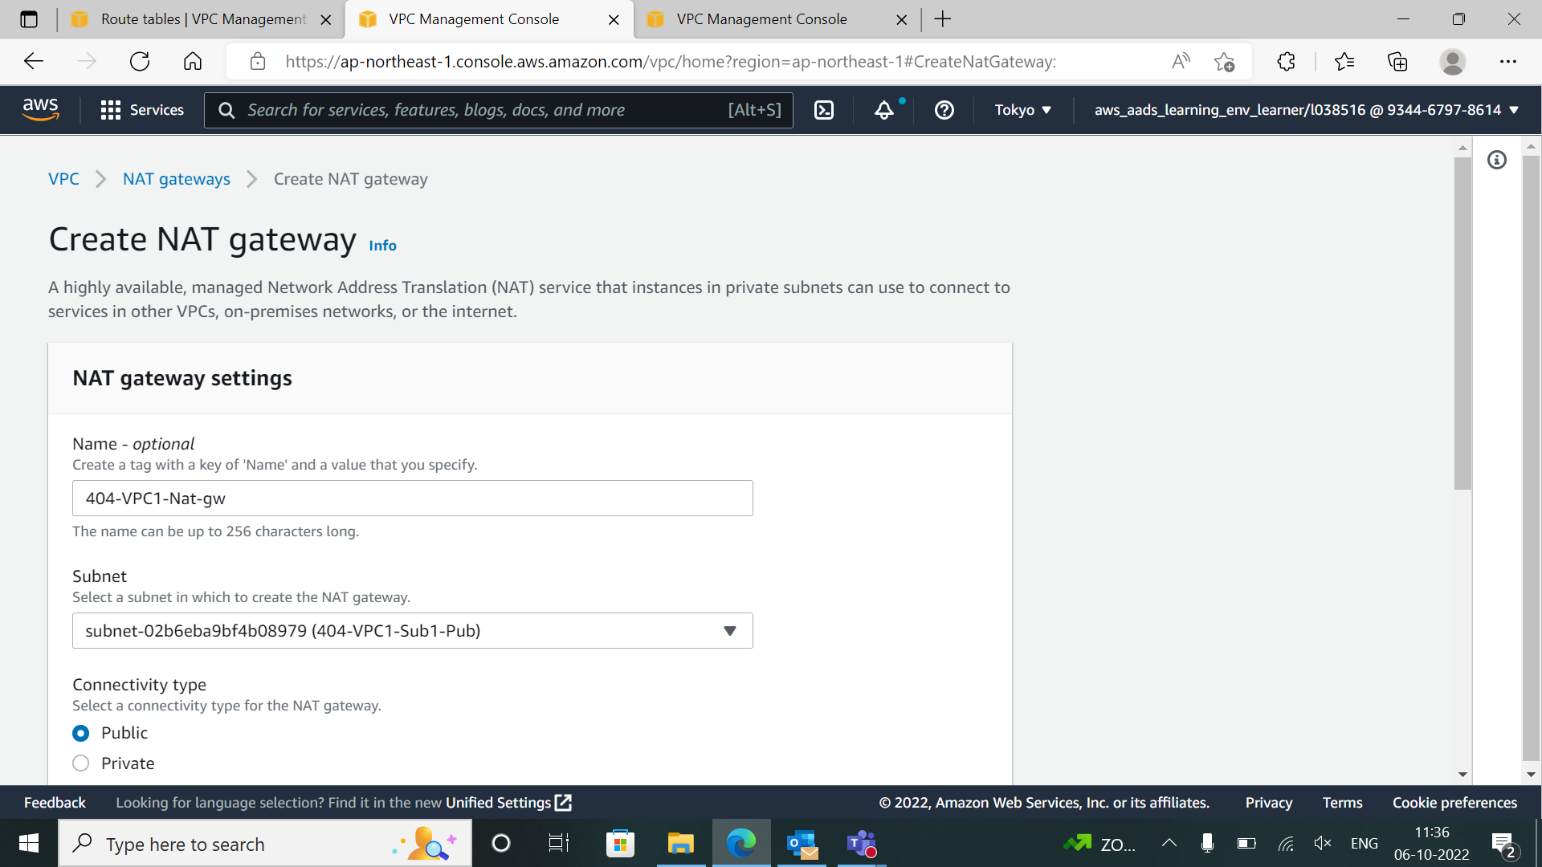 Route tables | VPC Management
VPC Management Console
VPC Management Console
https://ap-northeast-1.console.aws.amazon.com/vpc/home?region=ap-northeast-1#CreateNatGateway:
aws
Services
Search for services, features, blogs, docs, and more
[Alt+S]
Tokyo
aws_aads_learning_env_learner/l038516 @ 9344-6797-8614
VPC
NAT gateways
Create NAT gateway
Create NAT gateway Info
A highly available, managed Network Address Translation (NAT) service that instances in private subnets can use to connect to
services in other VPCs, on-premises networks, or the internet.
NAT gateway settings
Name - optional
Create a tag with a key of 'Name' and a value that you specify.
404-VPC1-Nat-gw
The name can be up to 256 characters long.
Subnet
Select a subnet in which to create the NAT gateway.
subnet-02b6eba9bf4b08979 (404-VPC1-Sub1-Pub)
Connectivity type
Select a connectivity type for the NAT gateway.
Public
Private
Feedback
Looking for language selection? Find it in the new Unified Settings
© 2022, Amazon Web Services, Inc. or its affiliates.
Privacy
Terms
Cookie preferences
Type here to search
ZO...
ENG
11:36
06-10-2022
2